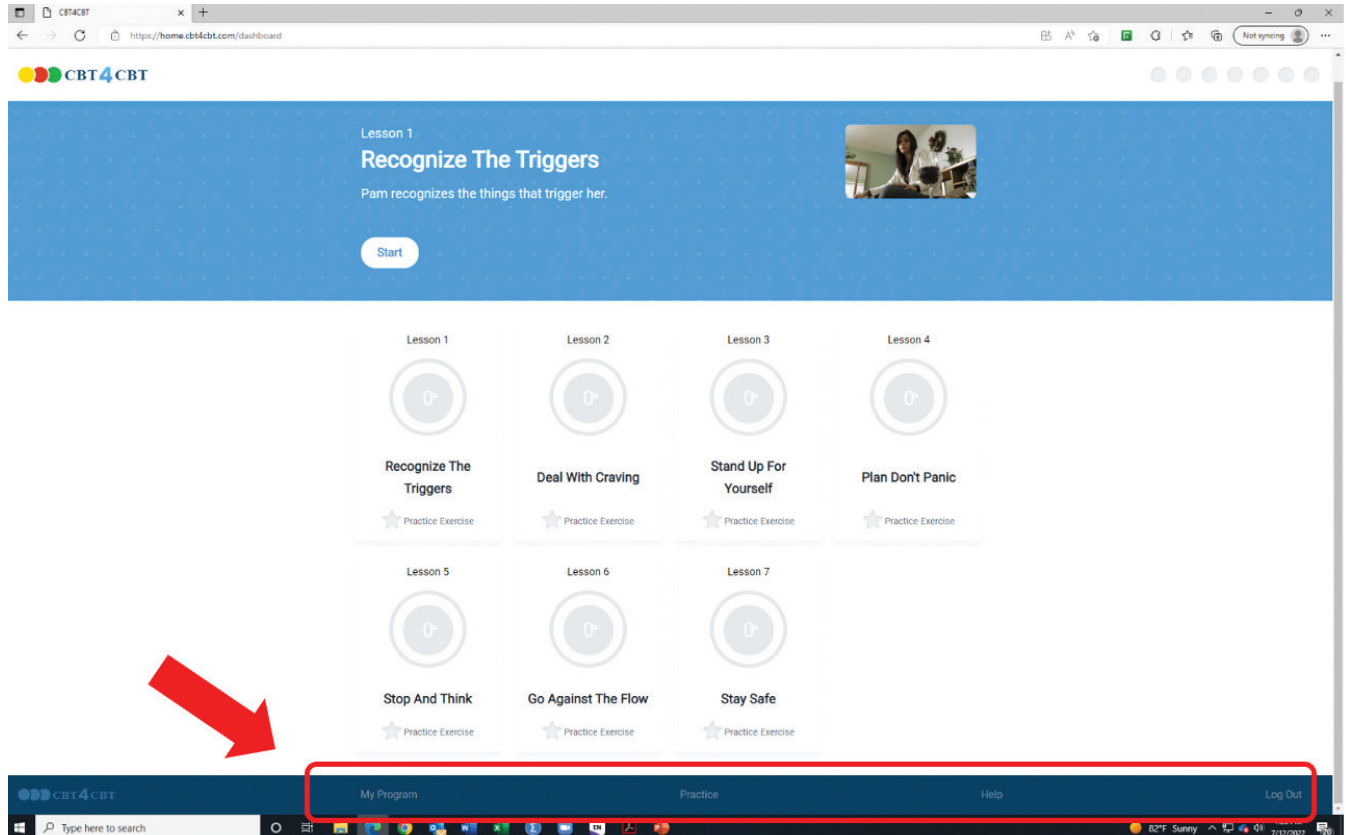 CBT4CBT
https://home.cbt4cbt.com/dashboard
Not syncing
CBT4CBT
Lesson 1
Recognize The Triggers
Pam recognizes the things that trigger her.
Start
Lesson 1 Lesson 2 Lesson 3 Lesson 4
Recognize The Triggers
Deal With Craving
Stand Up For Yourself
Plan Don't Panic
Practice Exercise Practice Exercise Practice Exercise Practice Exercise
Lesson 5 Lesson 6 Lesson 7
Stop And Think Go Against The Flow Stay Safe
Practice Exercise Practice Exercise Practice Exercise
CBT4CBT My Program Practice Help Log Out
Type here to search
82°F Sunny
7/12/2022